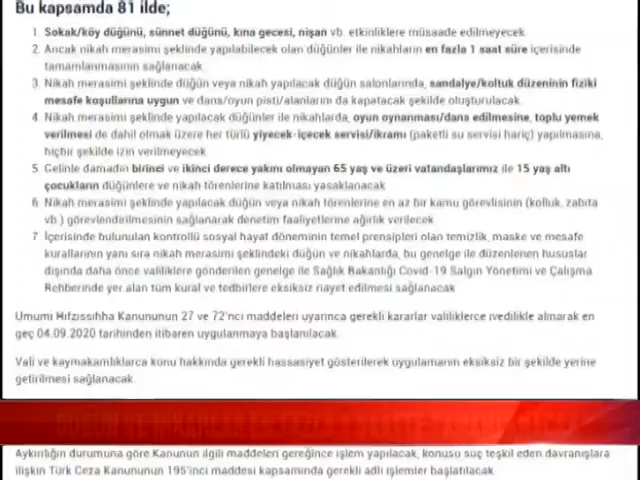 Bu kapsamda 81 ilde;
1. Sokak/köy düğünü, sünnet düğünü, kına gecesi, nişan vb. etkinliklere müsaade edilmeyecek
2. Ancak nikah merasimi şeklinde yapılabilecek olan düğünler ile nikahların en fazla 1 saat süre içerisinde
tamamlanmasının sağlanacak
3. Nikah merasimi şeklinde düğün veya nikah yapılacak düğün salonlarında, sandalye/koltuk düzeninin fiziki
mesafe koşullarına uygun ve dans/oyun pisti/alanlarını da kapatacak şekilde oluşturulacak
4. Nikah merasimi şeklinde yapılacak düğünler ile nikahlarda, oyun oynanması/dans edilmesine, toplu yemek
verilmesi de dahil olmak üzere her türlü yiyecek-içecek servisi/ikramı (paketli su servisi hariç) yapılmasına,
hiçbir şekilde izin verilmeyecek
5. Gelinle damadın birinci ve ikinci derece yakını olmayan 65 yaş ve üzeri vatandaşlarımız ile 15 yaş altı
çocukların düğünlere ve nikah törenlerine katılması yasaklanacak
6. Nikah merasimi şeklinde yapılacak düğün veya nikah törenlerine en az bir kamu görevlisinin (kolluk, zabıta
vb.) görevlendirilmesinin sağlanarak denetim faaliyetlerine ağırlık verilecek
7. İçerisinde bulunulan kontrollü sosyal hayat döneminin temel prensipleri olan temizlik, maske ve mesafe
kurallarının yanı sıra nikah merasimi şeklindeki düğün ve nikahlarda, bu genelge ile düzenlenen hususlar
dışında daha önce valiliklere gönderilen genelge ile Sağlık Bakanlığı Covid-19 Salgın Yönetimi ve Çalışma
Rehberinde yer alan tüm kural ve tedbirlere eksiksiz riayet edilmesi sağlanacak
Umumi Hıfzıssıhha Kanununun 27 ve 72'nci maddeleri uyarınca gerekli kararlar valiliklerce ivedilikle alınarak en
geç 04.09.2020 tarihinden itibaren uygulanmaya başlanılacak
Vali ve kaymakamlıklarca konu hakkında gerekli hassasiyet gösterilerek uygulamanın eksiksiz bir şekilde yerine
getirilmesi sağlanacak
Aykırılığın durumuna göre Kanunun ilgili maddeleri gereğince işlem yapılacak, konusu suç teşkil eden davranışlara
ilişkin Türk Ceza Kanununun 195'inci maddesi kapsamında gerekli adli işlemler başlatılacak